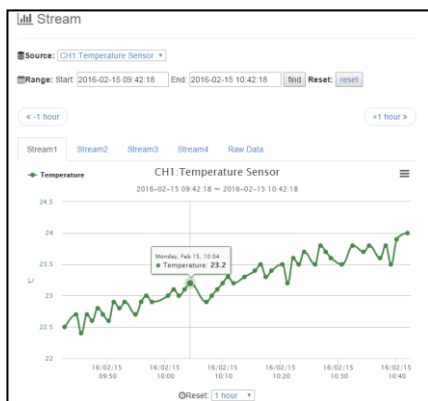 Stream
Source: CH1 Temperature Sensor
Range: Start: 2016-02-15 09:42:18 End: 2016-02-15 10:42:18 find Reset: reset
« -1 hour +1 hour »
Stream1 Stream2 Stream3 Stream4 Raw Data
Temperature CH1:Temperature Sensor
2016-02-15 09:42:18 ~ 2016-02-15 10:42:18
24.5
24
Monday, Feb 15, 10:04
Temperature: 23.2
23.5
23
22.5
22
16/02/15 16/02/15 16/02/15 16/02/15 16/02/15 16/02/15
09:50 10:00 10:10 10:20 10:30 10:40
Reset: 1 hour